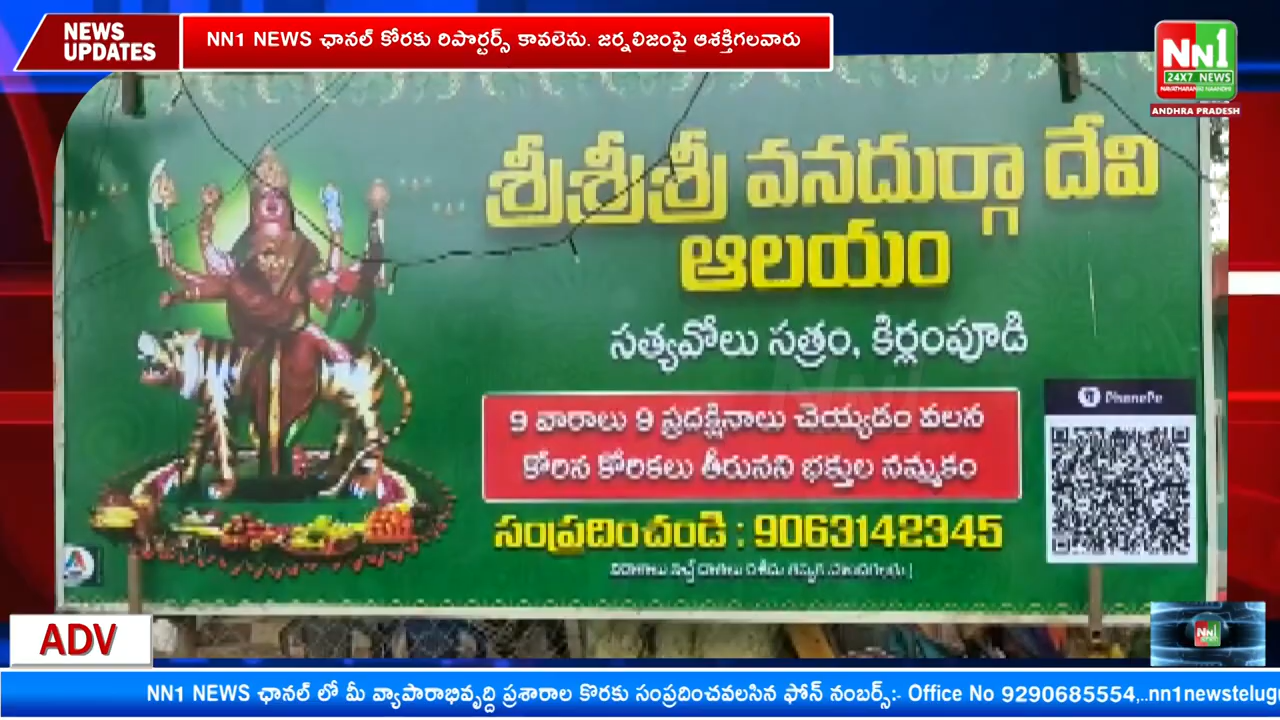 NEWS
UPDATES
NN1 NEWS ఛానల్ కోరకు రిపొర్టర్స్ కావలెను. జర్నలిజంపై ఆశక్తిగలవారు
NN1
24X7 NEWS
ANDHRA PRADESH
శ్రీశ్రీశ్రీ వనదుర్గా దేవి
ఆలయం
సత్యవోలు సత్రం, కిర్లంపూడి
9 వారాలు 9 ప్రదక్షినాలు చెయ్యడం వలన
కోరిన కోరికలు తీరునని భక్తుల నమ్మకం
PhonePe
సంప్రదించండి : 9063142345
NN1
ADV
NN1 NEWS ఛానల్ లో మీ వ్యాపారాభివృద్ది ప్రశారాల కొరకు సంప్రదించవలసిన ఫోన్ నంబర్స్:- Office No 9290685554,..nn1newstelugu